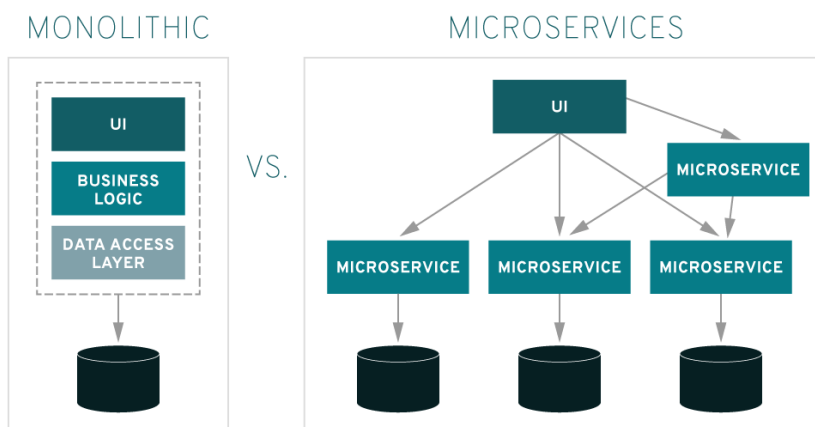 MONOLITHIC
UI
BUSINESS
LOGIC
DATA ACCESS
LAYER
VS.
MICROSERVICES
UI
MICROSERVICE
MICROSERVICE
MICROSERVICE
MICROSERVICE